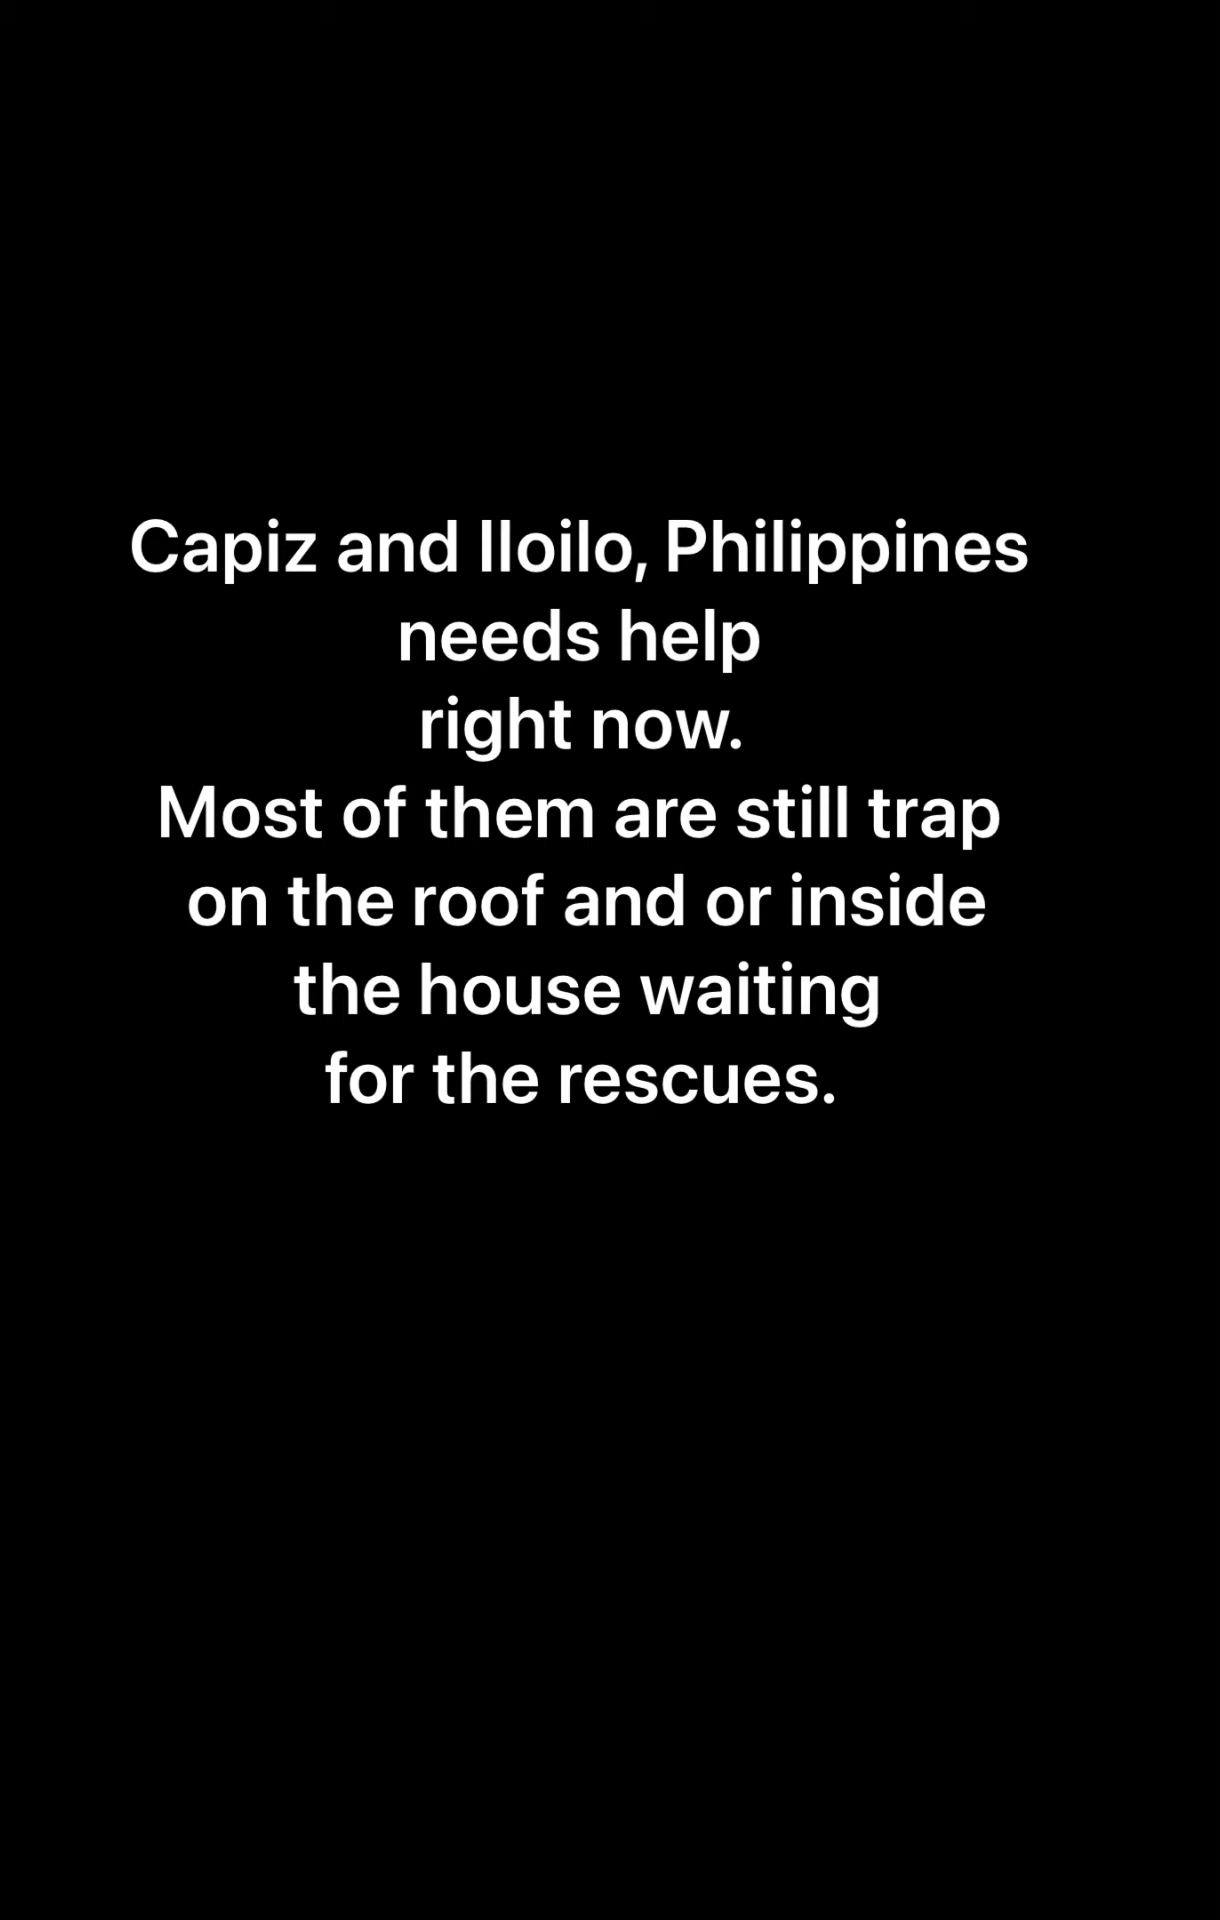 Capiz and Iloilo, Philippines
needs help
right now.
Most of them are still trap
on the roof and or inside
the house waiting
for the rescues.